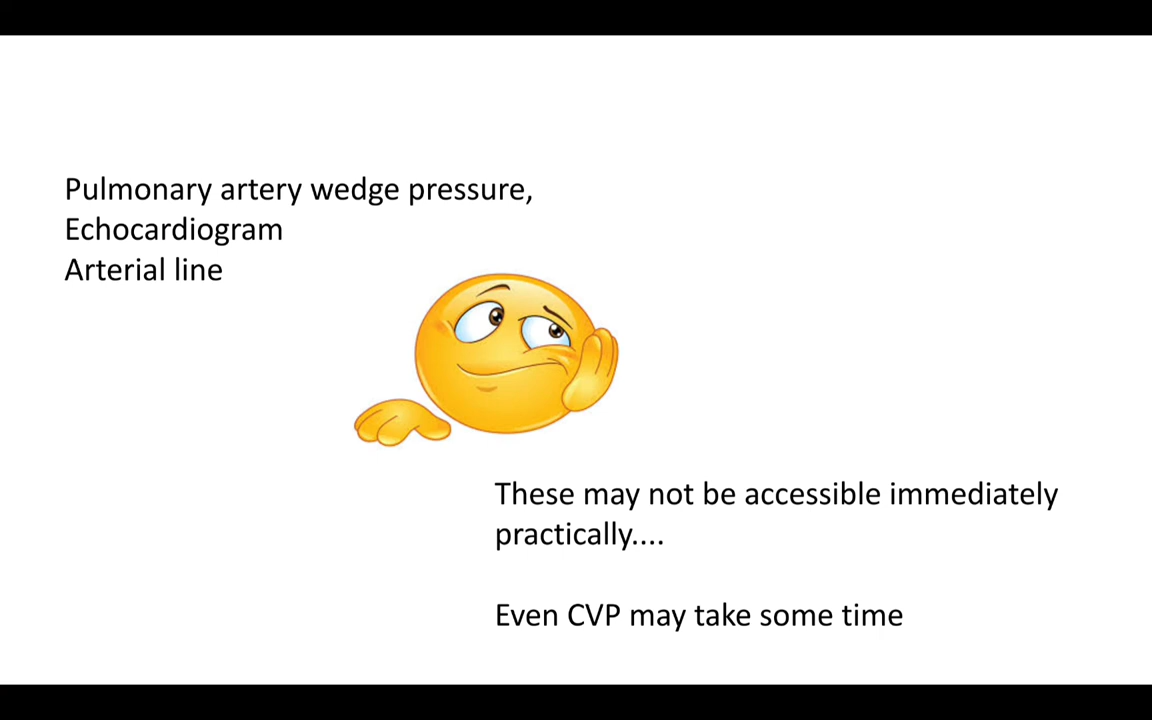 Pulmonary artery wedge pressure,
Echocardiogram
Arterial line
These may not be accessible immediately
practically....
Even CVP may take some time